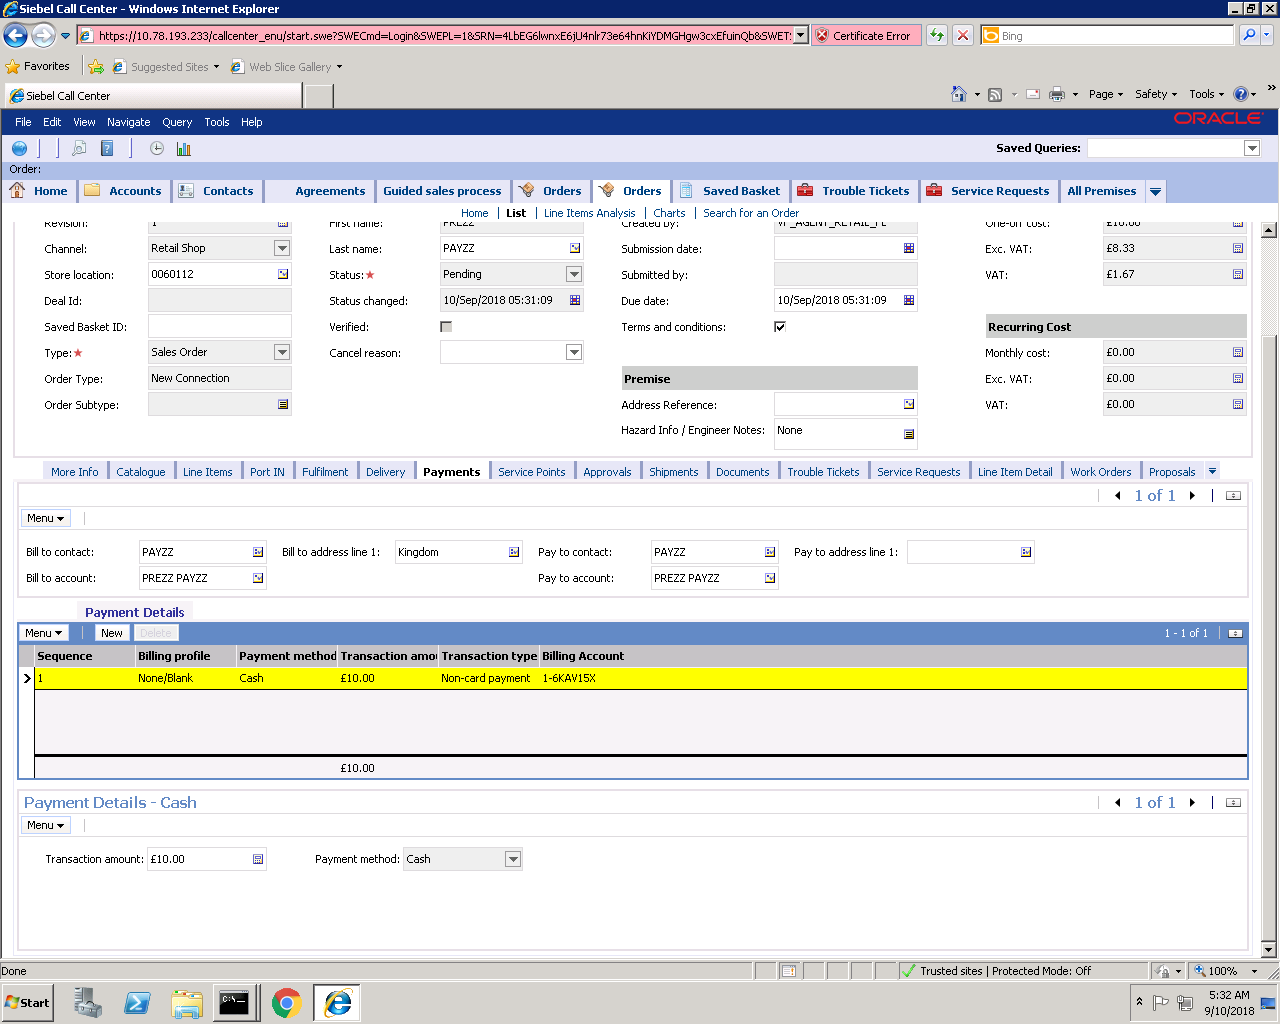 Siebel Call Center - Windows Internet Explorer
https://10.78.193.233/callcenter_enu/start.swe?SWECmd=Login&SWEPL=1&SRN=
Certificate Error
Bing
Favorites
Suggested Sites
Web Slice Gallery
Siebel Call Center
Page Safety Tools
File Edit View Navigate Query Tools Help
ORACLE
Saved Queries:
Order:
Home Accounts Contacts Agreements Guided sales process Orders Orders Saved Basket Trouble Tickets Service Requests All Premises
Home List Line Items Analysis Charts Search for an Order
Revision: 1 First name: PREZZ Created by: VF_AGENT_RETAIL_FL One-off cost: £10.00
Channel: Retail Shop Last name: PAYZZ Submission date: Exc. VAT: £8.33
Store location: 0060112 Status:★ Pending Submitted by: VAT: £1.67
Deal Id: Status changed: 10/Sep/2018 05:31:09 Due date: 10/Sep/2018 05:31:09
Saved Basket ID: Verified: Terms and conditions: Recurring Cost
Type:★ Sales Order Cancel reason: Monthly cost: £0.00
Order Type: New Connection Premise Exc. VAT: £0.00
Order Subtype: Address Reference: VAT: £0.00
Hazard Info / Engineer Notes: None
More Info Catalogue Line Items Port IN Fulfilment Delivery Payments Service Points Approvals Shipments Documents Trouble Tickets Service Requests Line Item Detail Work Orders Proposals
1 of 1
Menu
Bill to contact: PAYZZ Bill to address line 1: Kingdom Pay to contact: PAYZZ Pay to address line 1:
Bill to account: PREZZ PAYZZ Pay to account: PREZZ PAYZZ
Payment Details
Menu New Delete 1 - 1 of 1
Sequence Billing profile Payment method Transaction amou Transaction type Billing Account
1 None/Blank Cash £10.00 Non-card payment 1-6KAV15X
£10.00
Payment Details - Cash 1 of 1
Menu
Transaction amount: £10.00 Payment method: Cash
Done Trusted sites | Protected Mode: Off 100%
Start 5:32 AM
9/10/2018